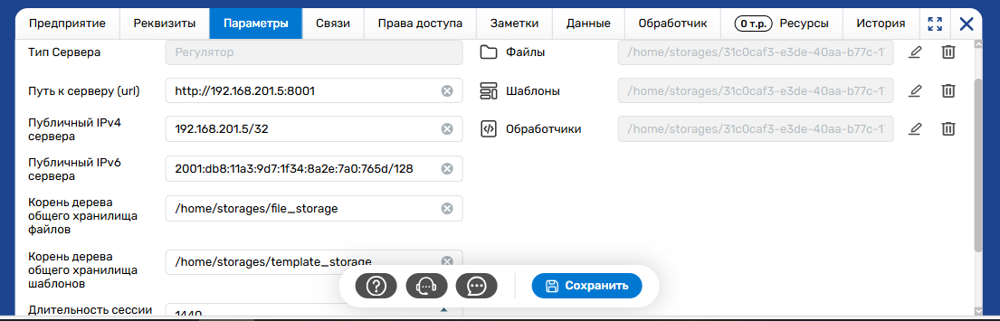 Предприятие Реквизиты Параметры Связи Права доступа Заметки Данные Обработчик 0 т.р. Ресурсы История
Тип Сервера Регулятор
Файлы /home/storages/31c0caf3-e3de-40aa-b77c-1
Путь к серверу (url) http://192.168.201.5:8001
Шаблоны /home/storages/31c0caf3-e3de-40aa-b77c-1
Публичный IPv4
сервера
192.168.201.5/32
Обработчики /home/storages/31c0caf3-e3de-40aa-b77c-1
Публичный IPv6
сервера
2001:db8:11a3:9d7:1f34:8a2e:7a0:765d/128
Корень дерева
общего хранилища
файлов
/home/storages/file_storage
Корень дерева
общего хранилища
шаблонов
/home/storages/template_storage
Сохранить
Длительность сессии
1440